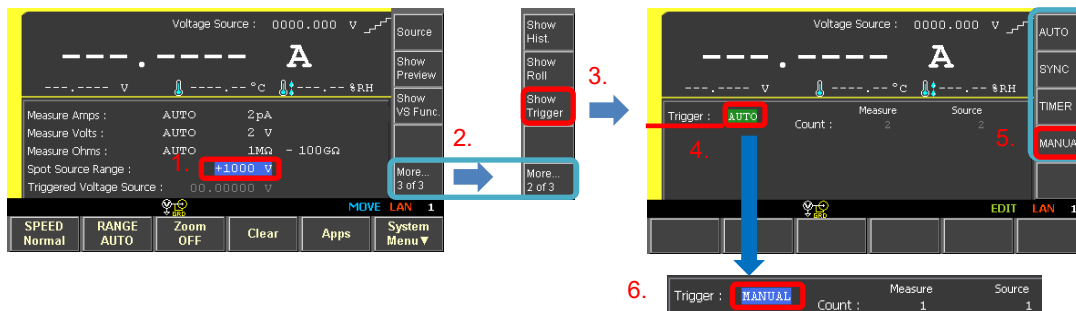 Voltage Source : 0000.000 V
---.---- A
---.---- V ----.-- °C ---.-- %RH
Measure Amps : AUTO 2pA
Measure Volts : AUTO 2 V
Measure Ohms : AUTO 1MΩ - 100GΩ
1.
Spot Source Range : +1000 V
Triggered Voltage Source : 00.00000 V
GRD
MOVE LAN 1
SPEED
Normal
RANGE
AUTO
Zoom
OFF
Clear
Apps
System
Menu▼
Source
Show
Preview
Show
VS Func.
More...
3 of 3
2.
Show
Hist.
Show
Roll
Show
Trigger
More...
2 of 3
3.
Voltage Source : 0000.000 V
---.---- A
---.---- V ----.-- °C ---.-- %RH
Measure Source
Trigger : AUTO Count : 2 2
4.
GRD
EDIT LAN 1
AUTO
SYNC
TIMER
5.
MANUAL
6.
Measure Source
Trigger : MANUAL Count : 1 1